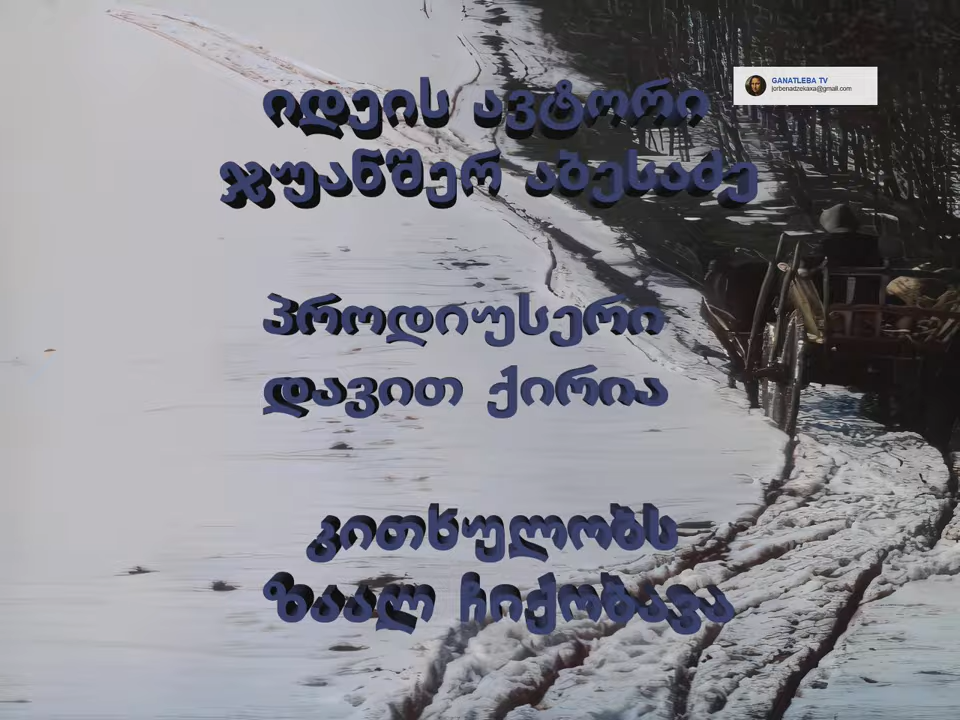 GANATLEBA TV
jorbenadzekaxa@gmail.com
იდეის ავტორი
ჯუანშერ აბესაძე
პროდიუსერი
დავით ქირია
კითხულობს
ზაალ ჩიქობავა